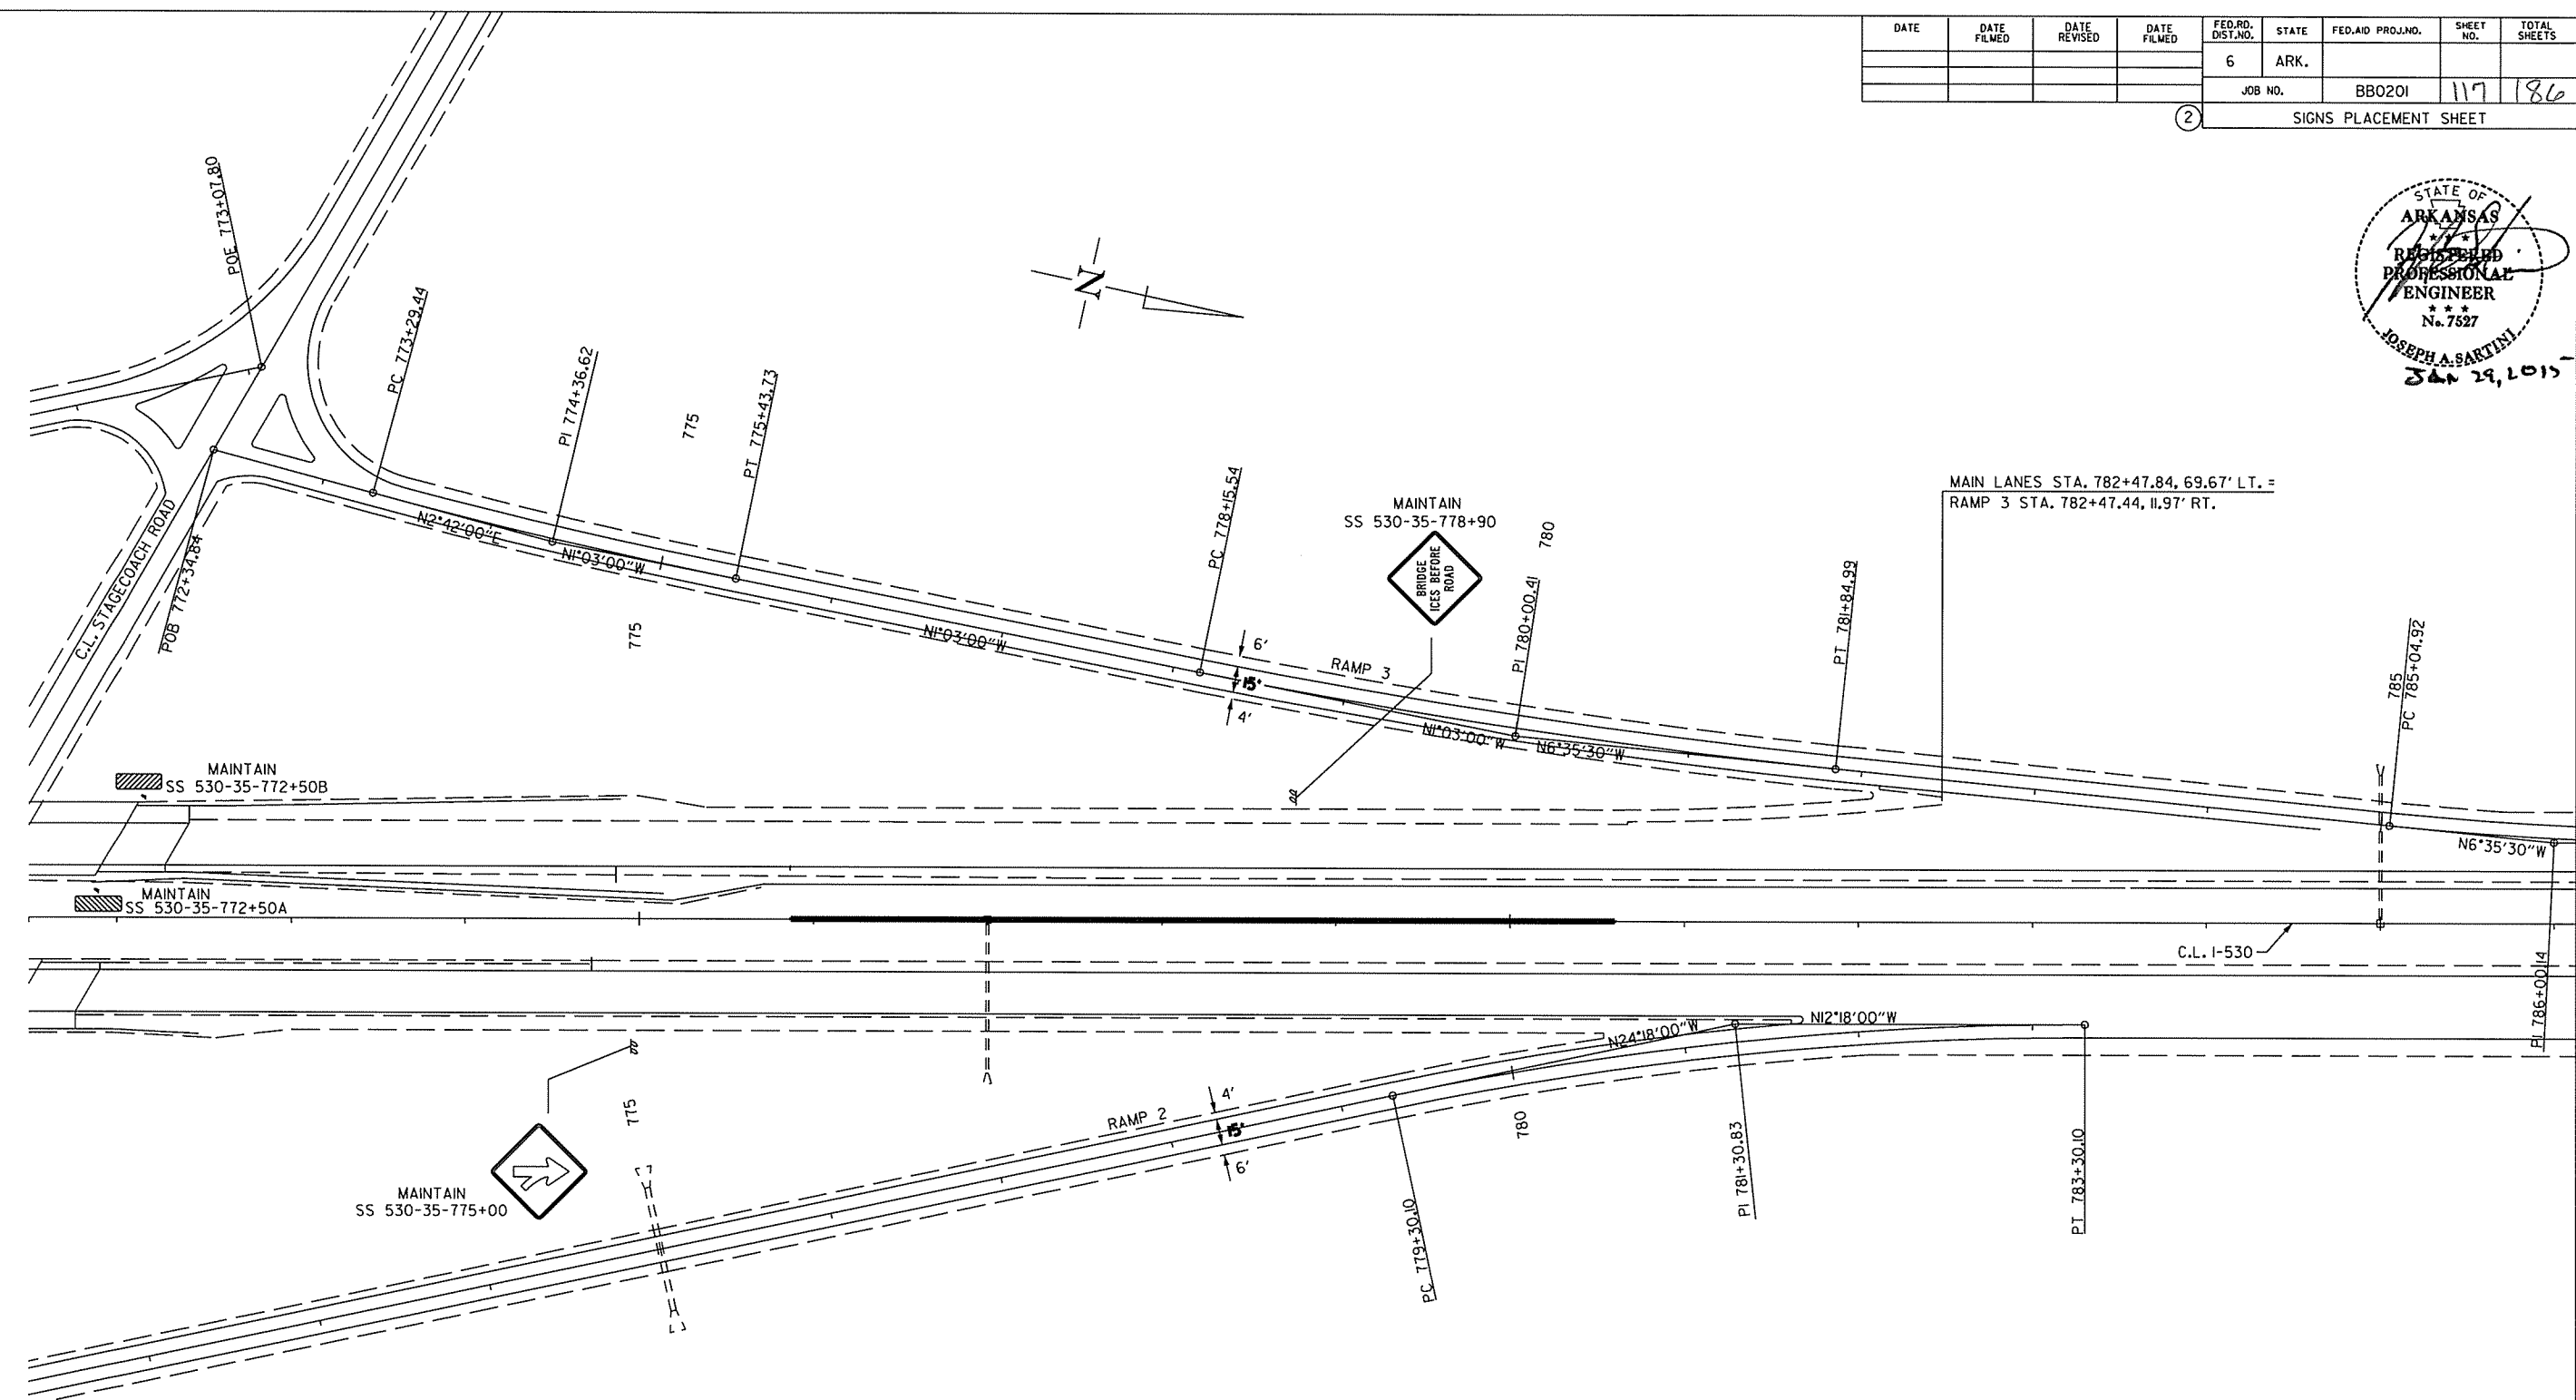 DATE
DATE FILMED
DATE REVISED
DATE FILMED
FED.RD. DIST.NO.
STATE
FED.AID PROJ.NO.
SHEET NO.
TOTAL SHEETS
6
ARK.
JOB NO.
BB0201
117
186
2
SIGNS PLACEMENT SHEET
STATE OF
ARKANSAS
★ ★ ★
REGISTERED
PROFESSIONAL
ENGINEER
★ ★ ★
No. 7527
JOSEPH A. SARTINI
JAN 29, 2015
N
POE 773+07.80
PC 773+29.44
PI 774+36.62
775
PT 775+43.73
PC 778+15.54
MAINTAIN
SS 530-35-778+90
BRIDGE
ICES BEFORE
ROAD
780
PI 780+00.41
PT 781+84.99
MAIN LANES STA. 782+47.84, 69.67' LT. =
RAMP 3 STA. 782+47.44, 11.97' RT.
785
PC 785+04.92
C.L. STAGECOACH ROAD
POB 772+34.84
N2°42'00"E
N1°03'00"W
775
N1°03'00"W
6'
15'
4'
RAMP 3
N1°03'00"W
N6°35'30"W
N6°35'30"W
MAINTAIN
SS 530-35-772+50B
MAINTAIN
SS 530-35-772+50A
C.L. I-530
PI 786+00.14
N24°18'00"W
N12°18'00"W
775
RAMP 2
4'
15'
6'
780
MAINTAIN
SS 530-35-775+00
PC 779+30.10
PI 781+30.83
PT 783+30.10